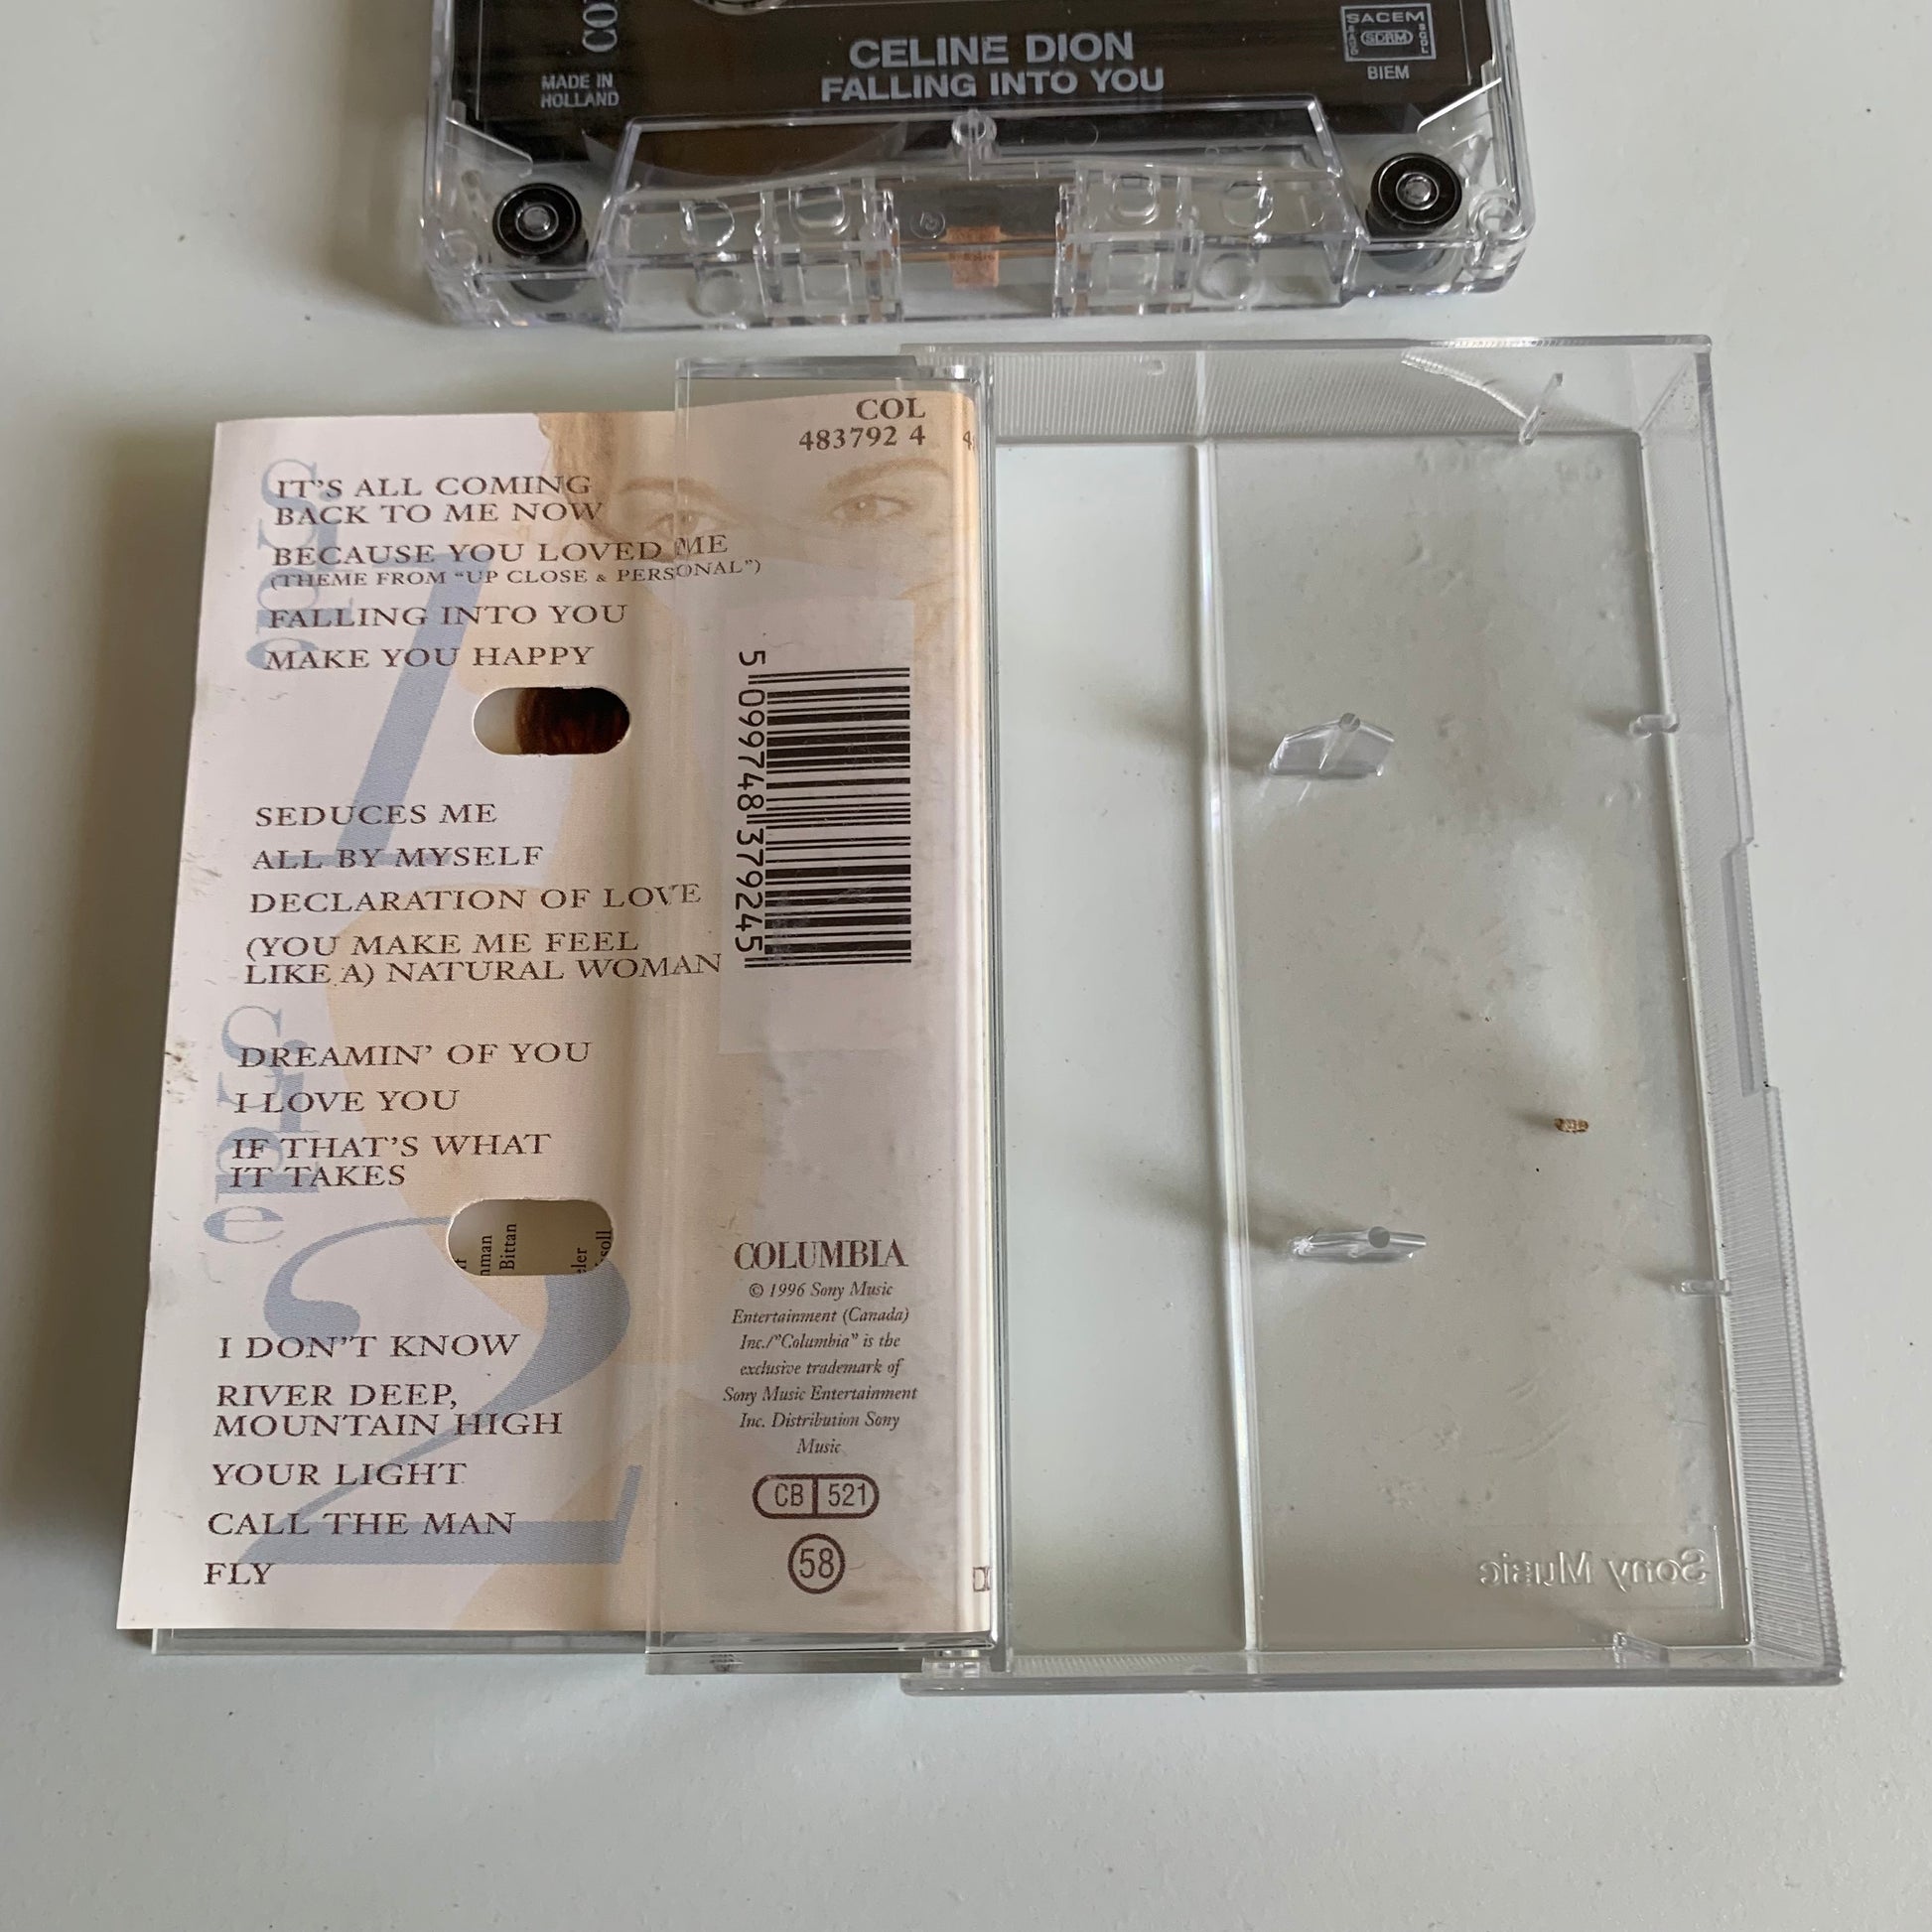 MADE IN
HOLLAND
CELINE DION
FALLING INTO YOU
SACEM
SDRM
BIEM
COL
483792 4
IT'S ALL COMING
BACK TO ME NOW
BECAUSE YOU LOVED ME
(THEME FROM "UP CLOSE & PERSONAL")
FALLING INTO YOU
MAKE YOU HAPPY
SEDUCES ME
ALL BY MYSELF
DECLARATION OF LOVE
(YOU MAKE ME FEEL
LIKE A) NATURAL WOMAN
DREAMIN' OF YOU
I LOVE YOU
IF THAT'S WHAT
IT TAKES
I DON'T KNOW
RIVER DEEP,
MOUNTAIN HIGH
YOUR LIGHT
CALL THE MAN
FLY
1
2
Bittan
5 099748 379245
COLUMBIA
© 1996 Sony Music
Entertainment (Canada)
Inc./"Columbia" is the
exclusive trademark of
Sony Music Entertainment
Inc. Distribution Sony
Music
CB 521
58
Sony Music